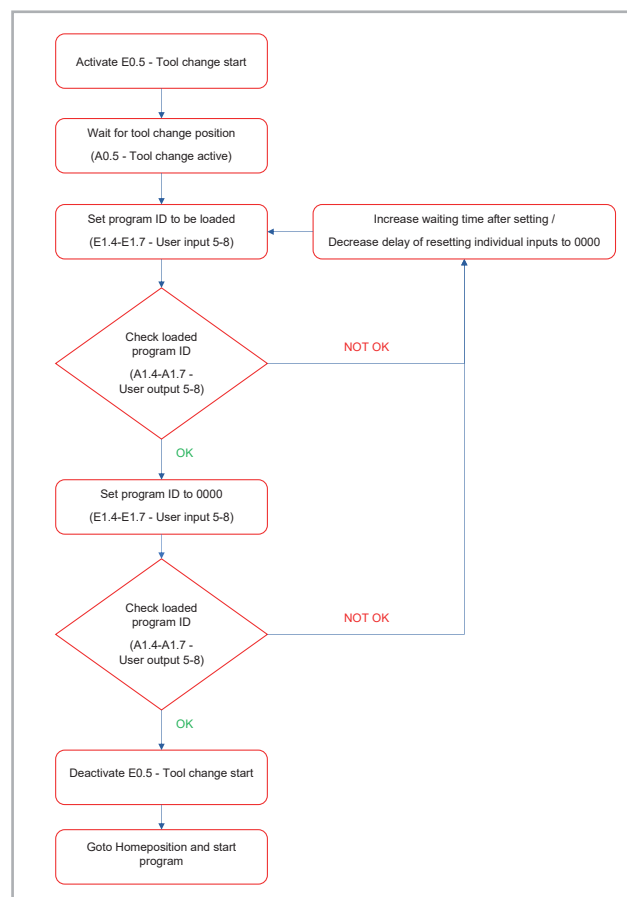 Activate E0.5 - Tool change start
Wait for tool change position
(A0.5 - Tool change active)
Set program ID to be loaded
(E1.4-E1.7 - User input 5-8)
Increase waiting time after setting /
Decrease delay of resetting individual inputs to 0000
Check loaded
program ID
(A1.4-A1.7 -
User output 5-8)
NOT OK
OK
Set program ID to 0000
(E1.4-E1.7 - User input 5-8)
Check loaded
program ID
(A1.4-A1.7 -
User output 5-8)
NOT OK
OK
Deactivate E0.5 - Tool change start
Goto Homeposition and start
program